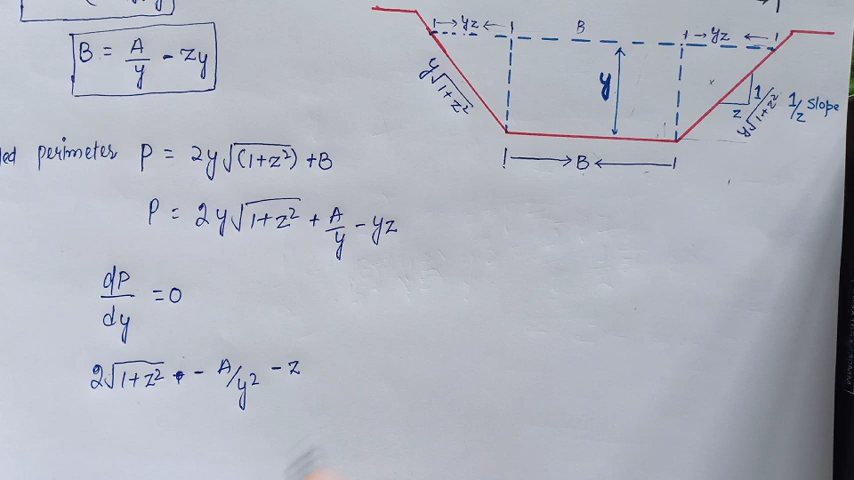 B = A/y - zy
perimeter P = 2y√(1+z²) + B
P = 2y√1+z² + A/y - yz
dP/dy = 0
2√1+z² - A/y² - z
yz B yz
y√1+z² y 1 z y√1+z² 1/z slope
B